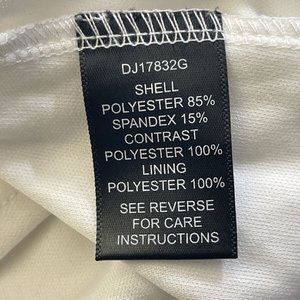 DJ17832G
SHELL
POLYESTER 85%
SPANDEX 15%
CONTRAST
POLYESTER 100%
LINING
POLYESTER 100%
SEE REVERSE
FOR CARE
INSTRUCTIONS